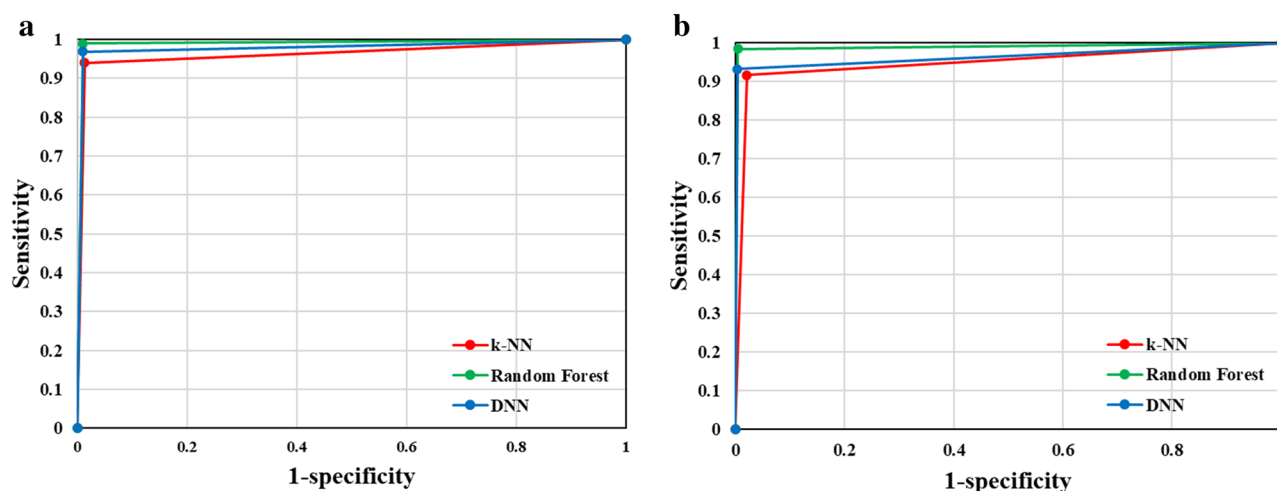 a
1
0.9
0.8
0.7
0.6
0.5
0.4
0.3
0.2
0.1
0
Sensitivity
k-NN
Random Forest
DNN
0 0.2 0.4 0.6 0.8 1
1-specificity
b
1
0.9
0.8
0.7
0.6
0.5
0.4
0.3
0.2
0.1
0
Sensitivity
k-NN
Random Forest
DNN
0 0.2 0.4 0.6 0.8
1-specificity